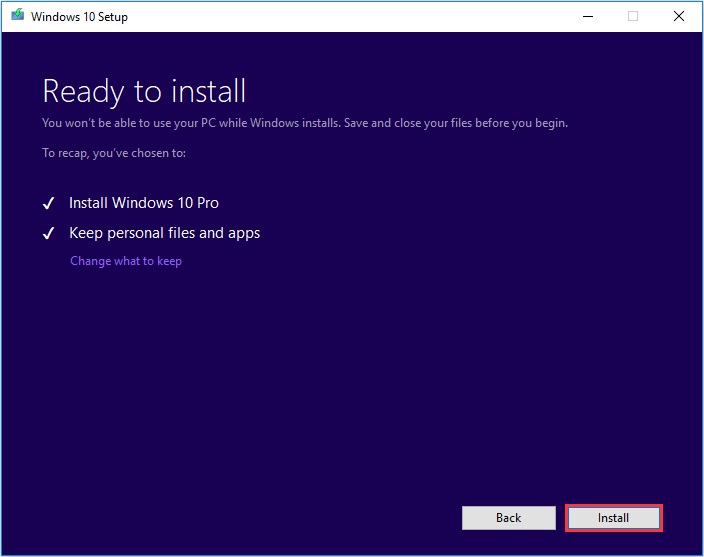 Windows 10 Setup
Ready to install
You won't be able to use your PC while Windows installs. Save and close your files before you begin.
To recap, you've chosen to:
Install Windows 10 Pro
Keep personal files and apps
Change what to keep
Back
Install